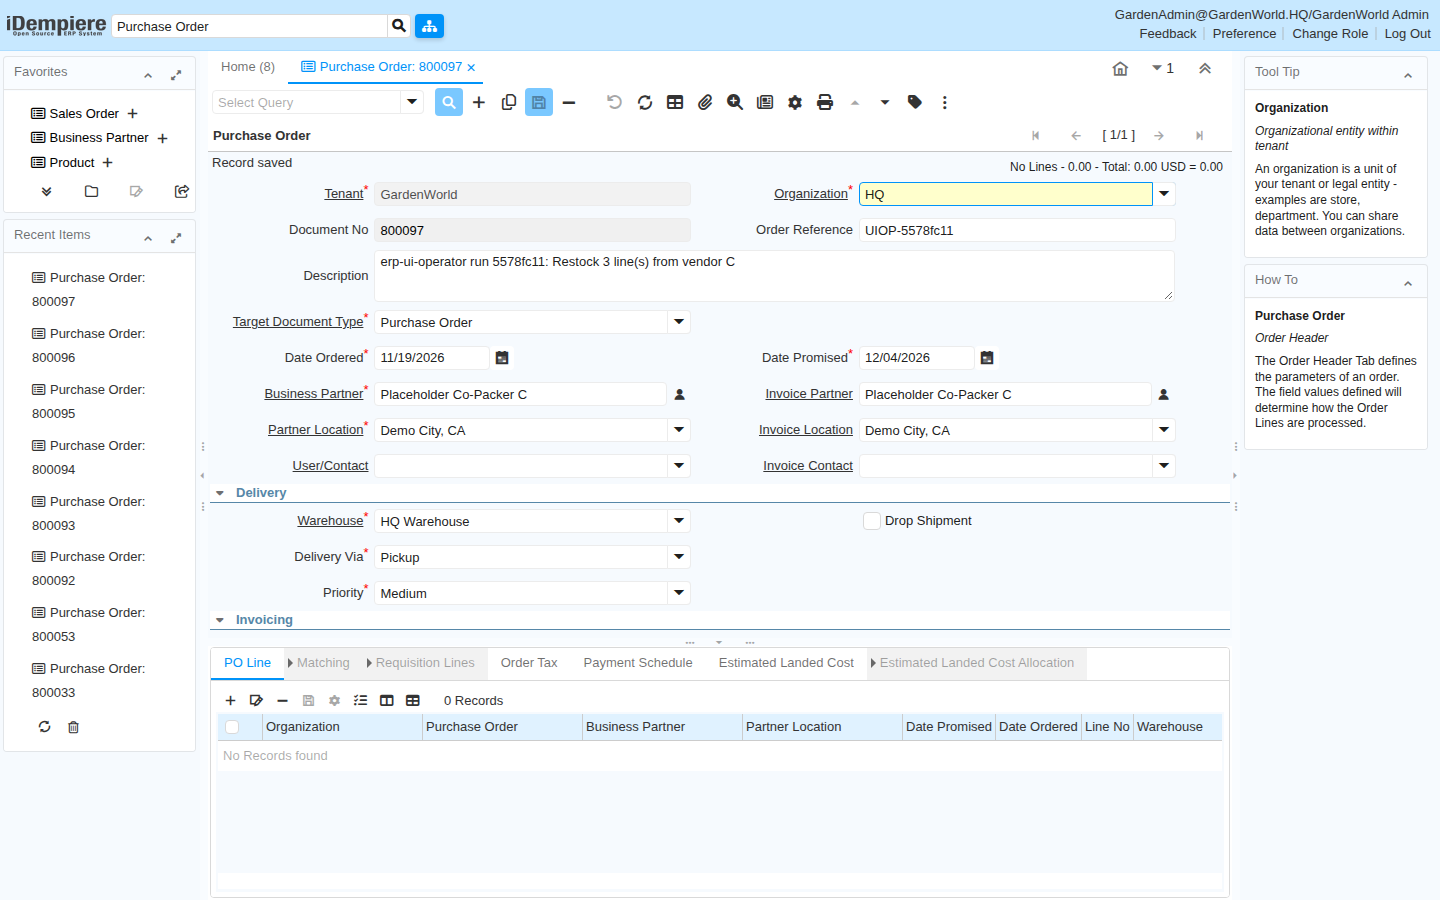 iDempiere
Open Source ERP System
Purchase Order
GardenAdmin@GardenWorld.HQ/GardenWorld Admin
Feedback Preference Change Role Log Out
Favorites
Sales Order
Business Partner
Product
Recent Items
Purchase Order:
800097
Purchase Order:
800096
Purchase Order:
800095
Purchase Order:
800094
Purchase Order:
800093
Purchase Order:
800092
Purchase Order:
800053
Purchase Order:
800033
Home (8)
Purchase Order: 800097
1
Select Query
Purchase Order
[ 1/1 ]
Record saved
No Lines - 0.00 - Total: 0.00 USD = 0.00
Tenant* GardenWorld
Organization* HQ
Document No 800097
Order Reference UIOP-5578fc11
Description erp-ui-operator run 5578fc11: Restock 3 line(s) from vendor C
Target Document Type* Purchase Order
Date Ordered* 11/19/2026
Date Promised* 12/04/2026
Business Partner* Placeholder Co-Packer C
Invoice Partner Placeholder Co-Packer C
Partner Location* Demo City, CA
Invoice Location Demo City, CA
User/Contact
Invoice Contact
Delivery
Warehouse* HQ Warehouse
Drop Shipment
Delivery Via* Pickup
Priority* Medium
Invoicing
PO Line Matching Requisition Lines Order Tax Payment Schedule Estimated Landed Cost Estimated Landed Cost Allocation
0 Records
Organization Purchase Order Business Partner Partner Location Date Promised Date Ordered Line No Warehouse
No Records found
Tool Tip
Organization
Organizational entity within
tenant
An organization is a unit of
your tenant or legal entity -
examples are store,
department. You can share
data between organizations.
How To
Purchase Order
Order Header
The Order Header Tab defines
the parameters of an order.
The field values defined will
determine how the Order
Lines are processed.